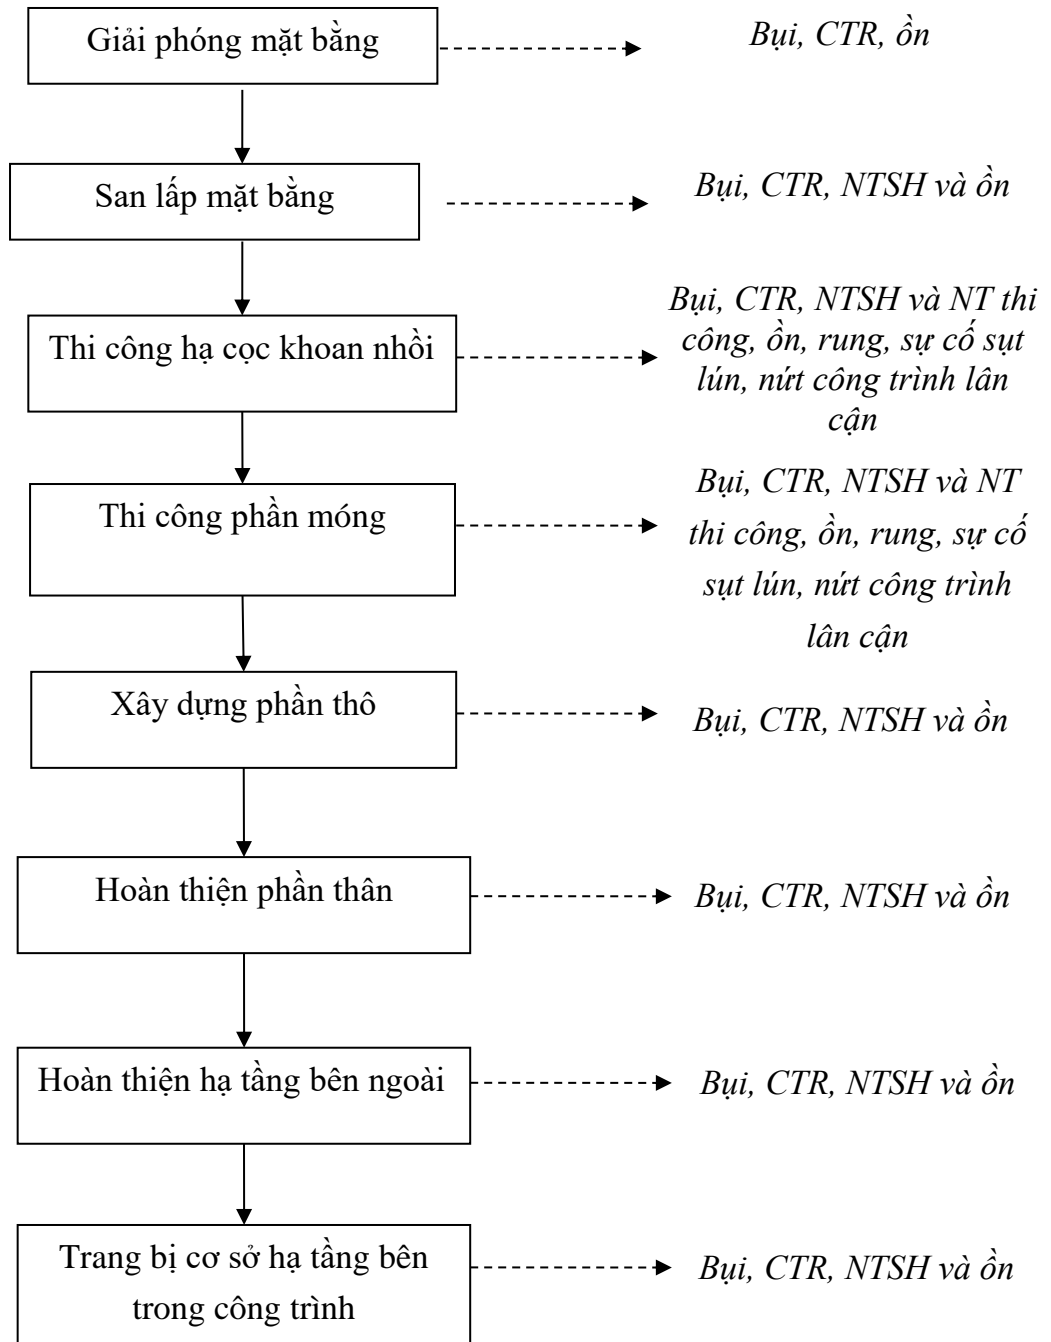 Giải phóng mặt bằng
Bụi, CTR, ồn
San lấp mặt bằng
Bụi, CTR, NTSH và ồn
Thi công hạ cọc khoan nhồi
Bụi, CTR, NTSH và NT thi
công, ồn, rung, sự cố sụt
lún, nứt công trình lân
cận
Thi công phần móng
Bụi, CTR, NTSH và NT
thi công, ồn, rung, sự cố
sụt lún, nứt công trình
lân cận
Xây dựng phần thô
Bụi, CTR, NTSH và ồn
Hoàn thiện phần thân
Bụi, CTR, NTSH và ồn
Hoàn thiện hạ tầng bên ngoài
Bụi, CTR, NTSH và ồn
Trang bị cơ sở hạ tầng bên
trong công trình
Bụi, CTR, NTSH và ồn